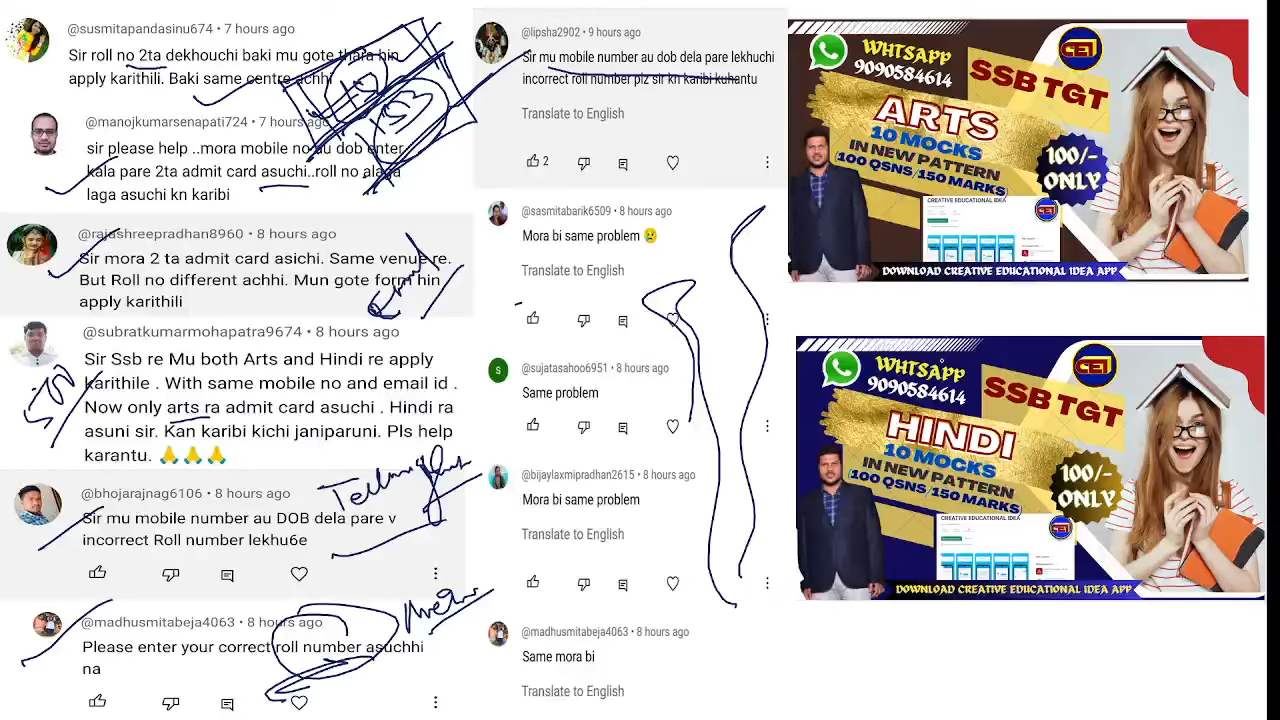 @susmitapandasinu674 • 7 hours ago
Sir roll no 2ta dekhauchi baki mu gote thara hin
apply karithili. Baki same centre achhi
@manojkumarsenapati724 • 7 hours ago
sir please help ..mora mobile no au dob enter
kala pare 2ta admit card asuchi..roll no alaga
laga asuchi kn karibi
@rajashreepradhan8910 • 8 hours ago
Sir mora 2 ta admit card asichi. Same venue re.
But Roll no different achhi. Mun gote form hin
apply karithili
@subratkumarmohapatra9674 • 8 hours ago
Sir Ssb re Mu both Arts and Hindi re apply
karithile . With same mobile no and email id .
Now only arts ra admit card asuchi . Hindi ra
asuni sir. Kan karibi kichi janiparuni. Pls help
karantu. 🙏🙏🙏
@bhojarajnag6106 • 8 hours ago
Sir mu mobile number au DOB dela pare v
incorrect Roll number lekhu6e
@madhusmitabeja4063 • 8 hours ago
Please enter your correct roll number asuchhi
na
@lipsha2902 • 9 hours ago
Sir mu mobile number au dob dela pare lekhuchi
incorrect roll number plz sir kn karibi kuhantu
Translate to English
2
@sasmitabarik6509 • 8 hours ago
Mora bi same problem 😢
Translate to English
S
@sujatasahoo6951 • 8 hours ago
Same problem
@bijaylaxmipradhan2615 • 8 hours ago
Mora bi same problem
Translate to English
@madhusmitabeja4063 • 8 hours ago
Same mora bi
Translate to English
WHTSAPP
9090584614
CEI
SSB TGT
ARTS
10 MOCKS
IN NEW PATTERN
(100 QSNS/150 MARKS)
100/-
ONLY
CREATIVE EDUCATIONAL IDEA
CEI
DOWNLOAD CREATIVE EDUCATIONAL IDEA APP
WHTSAPP
9090584614
CEI
SSB TGT
HINDI
10 MOCKS
IN NEW PATTERN
(100 QSNS/150 MARKS)
100/-
ONLY
CREATIVE EDUCATIONAL IDEA
CEI
DOWNLOAD CREATIVE EDUCATIONAL IDEA APP